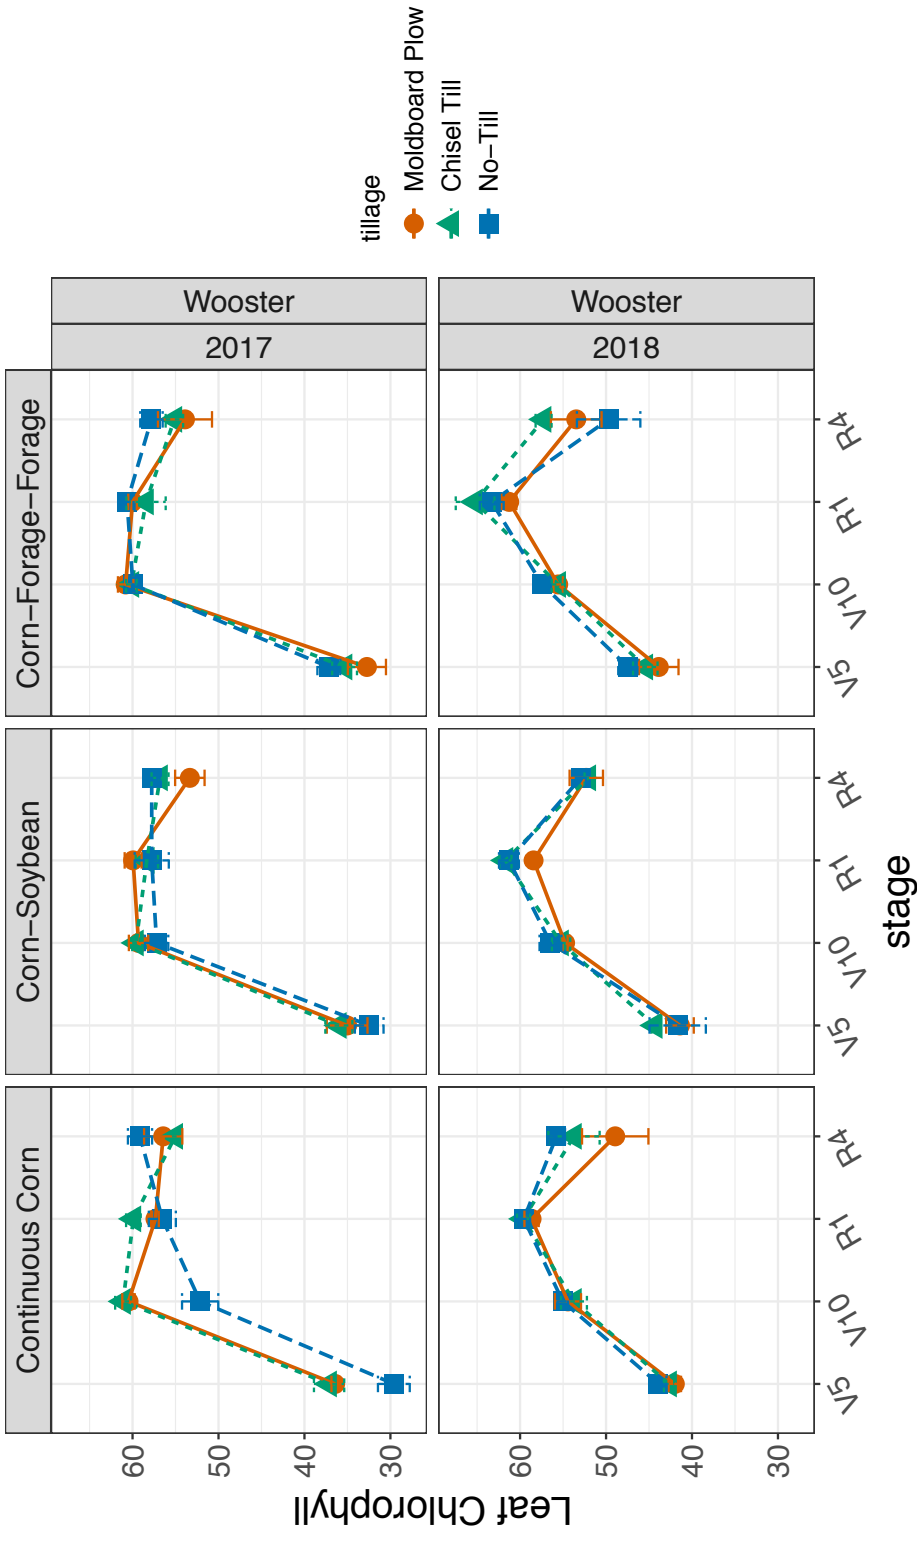 Continuous Corn
Corn−Soybean
Corn−Forage−Forage
60
50
40
30
2017
Wooster
60
50
40
30
2018
Wooster
V5
V10
R1
R4
V5
V10
R1
R4
V5
V10
R1
R4
Leaf Chlorophyll
stage
tillage
Moldboard Plow
Chisel Till
No−Till